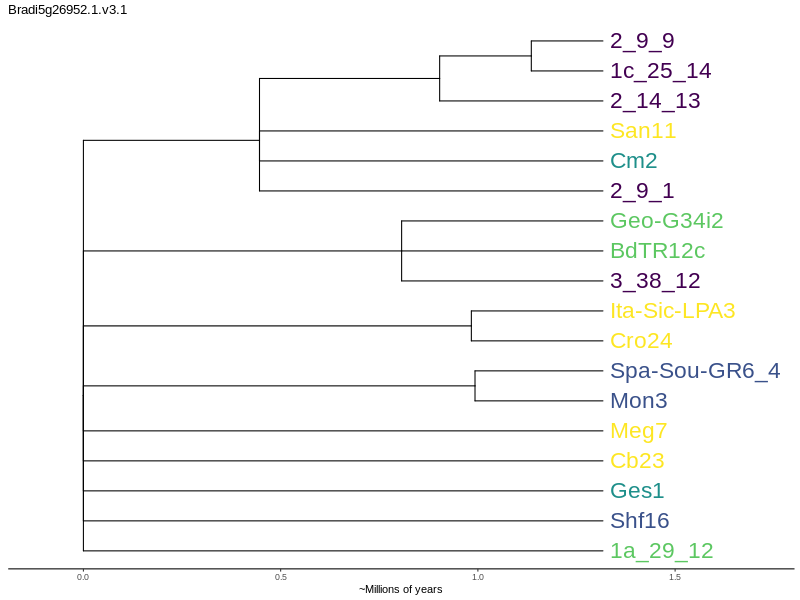 Bradi5g26952.1.v3.1
2_9_9
1c_25_14
2_14_13
San11
Cm2
2_9_1
Geo-G34i2
BdTR12c
3_38_12
Ita-Sic-LPA3
Cro24
Spa-Sou-GR6_4
Mon3
Meg7
Cb23
Ges1
Shf16
1a_29_12
0.0 0.5 1.0 1.5
~Millions of years